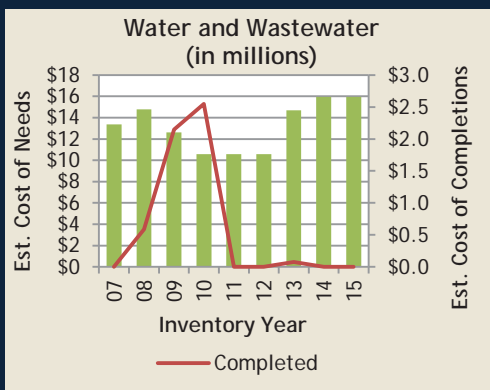 Water and Wastewater
(in millions)
Est. Cost of Needs
$18
$16
$14
$12
$10
$8
$6
$4
$2
$0
$3.0
$2.5
$2.0
$1.5
$1.0
$0.5
$0.0
Est. Cost of Completions
07 08 09 10 11 12 13 14 15
Inventory Year
Completed